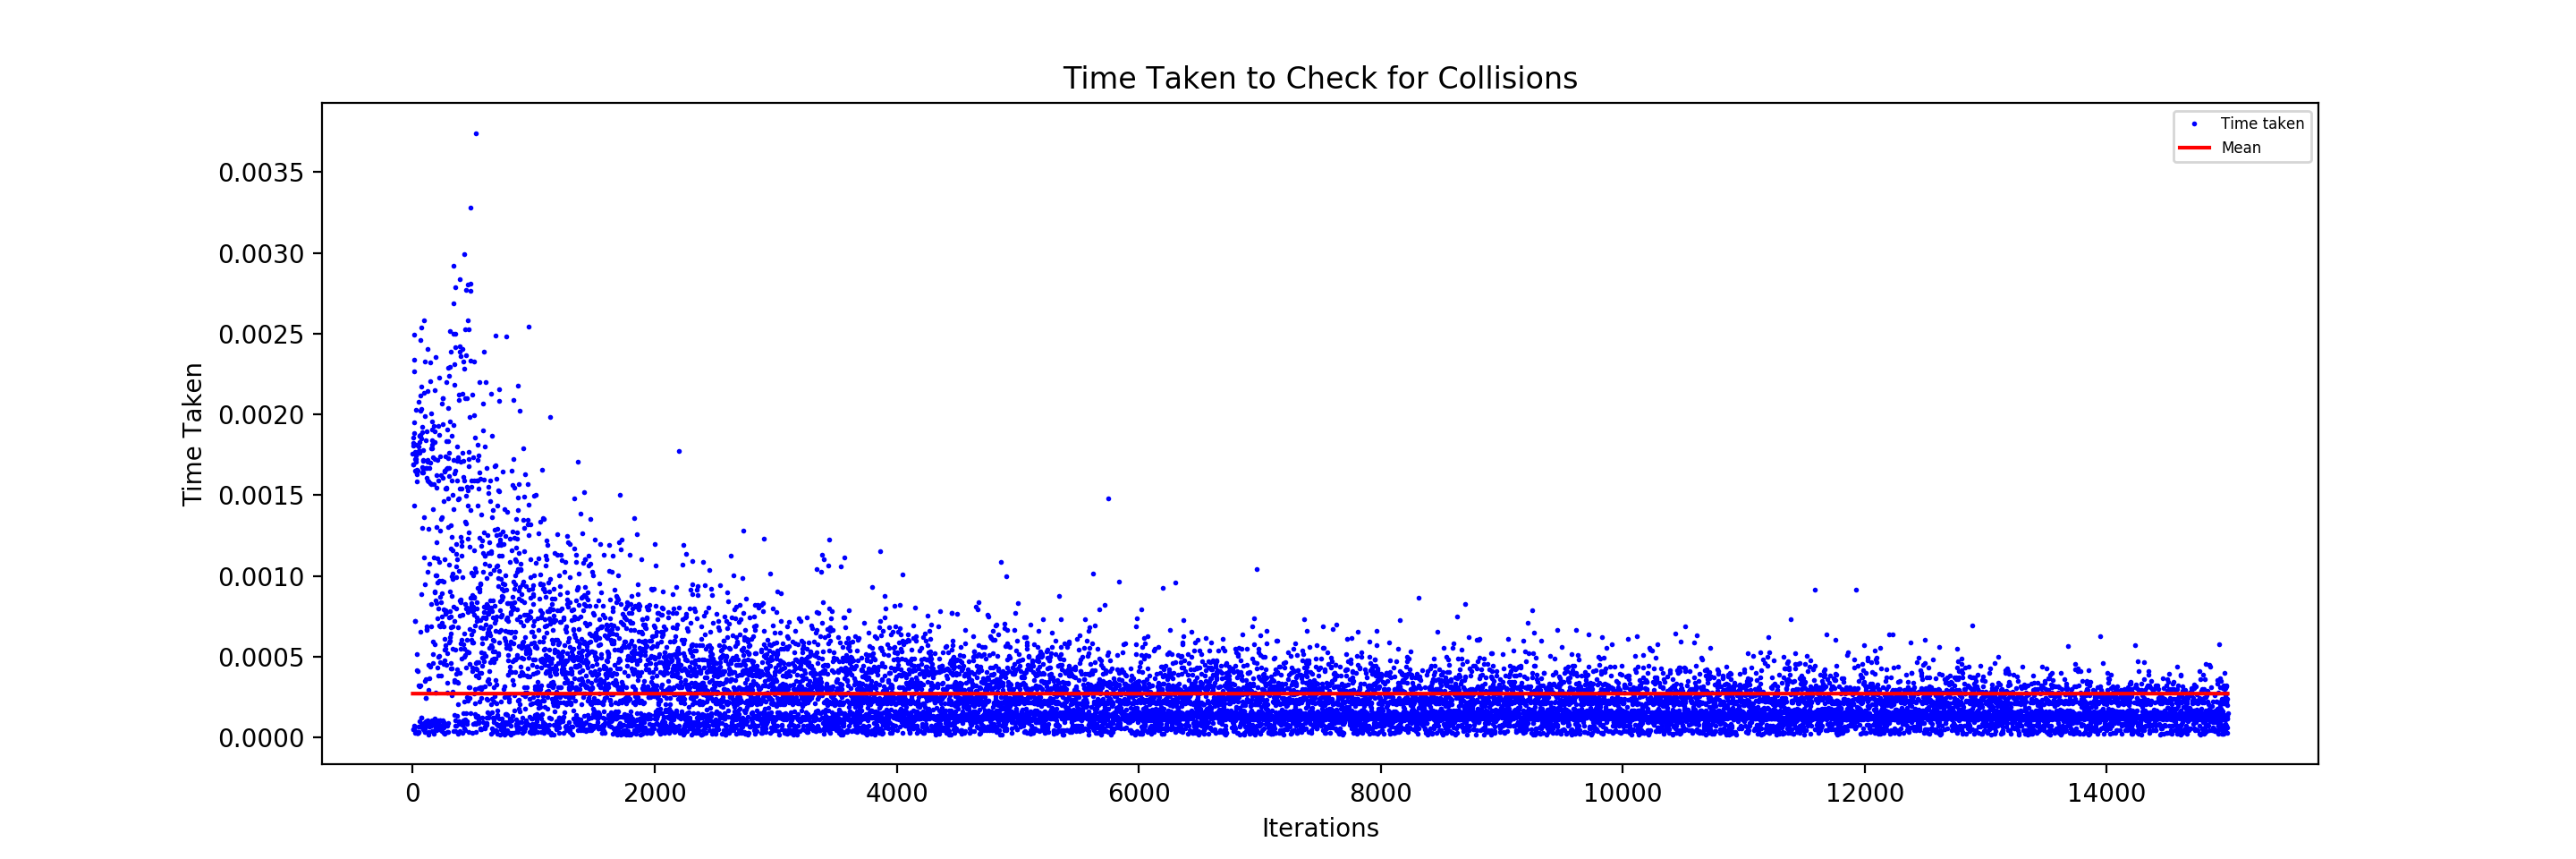 Time Taken to Check for Collisions
Time taken
Mean
0.0035
0.0030
0.0025
0.0020
0.0015
0.0010
0.0005
0.0000
Time Taken
0 2000 4000 6000 8000 10000 12000 14000
Iterations